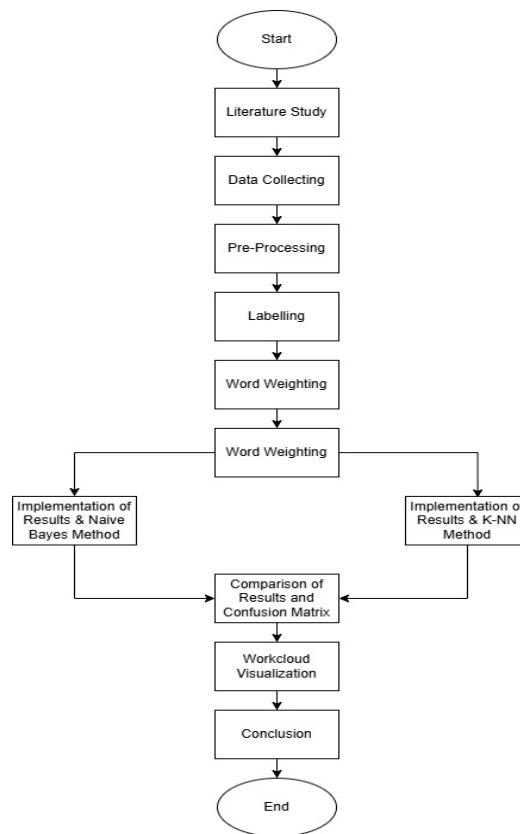 Start
Literature Study
Data Collecting
Pre-Processing
Labelling
Word Weighting
Word Weighting
Implementation of
Results & Naive
Bayes Method
Implementation of
Results & K-NN
Method
Comparison of
Results and
Confusion Matrix
Workcloud
Visualization
Conclusion
End